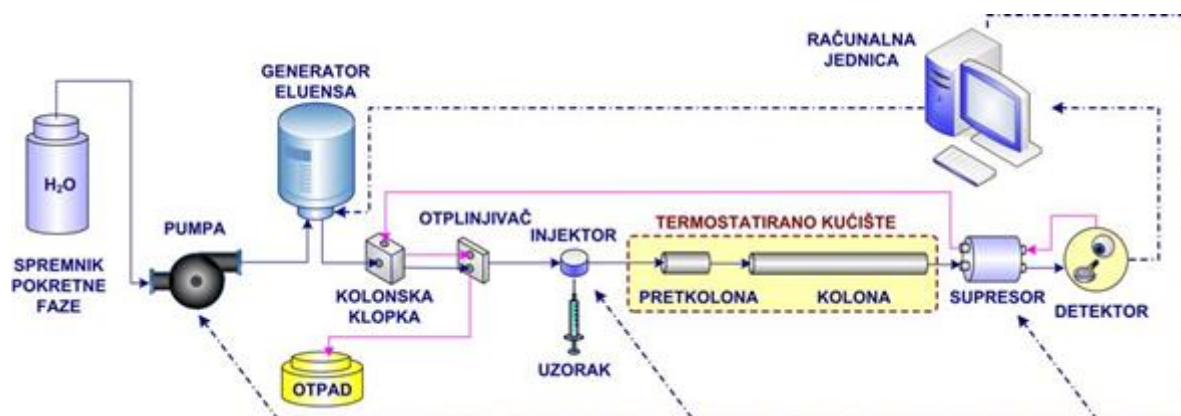 RAČUNALNA
JEDNICA
GENERATOR
ELUENSA
H₂O
PUMPA
OTPLINJIVAČ
INJEKTOR
TERMOSTATIRANO KUĆIŠTE
SPREMNIK
POKRETNE
FAZE
KOLONSKA
KLOPKA
PRETKOLONA
KOLONA
SUPRESOR
DETEKTOR
UZORAK
OTPAD